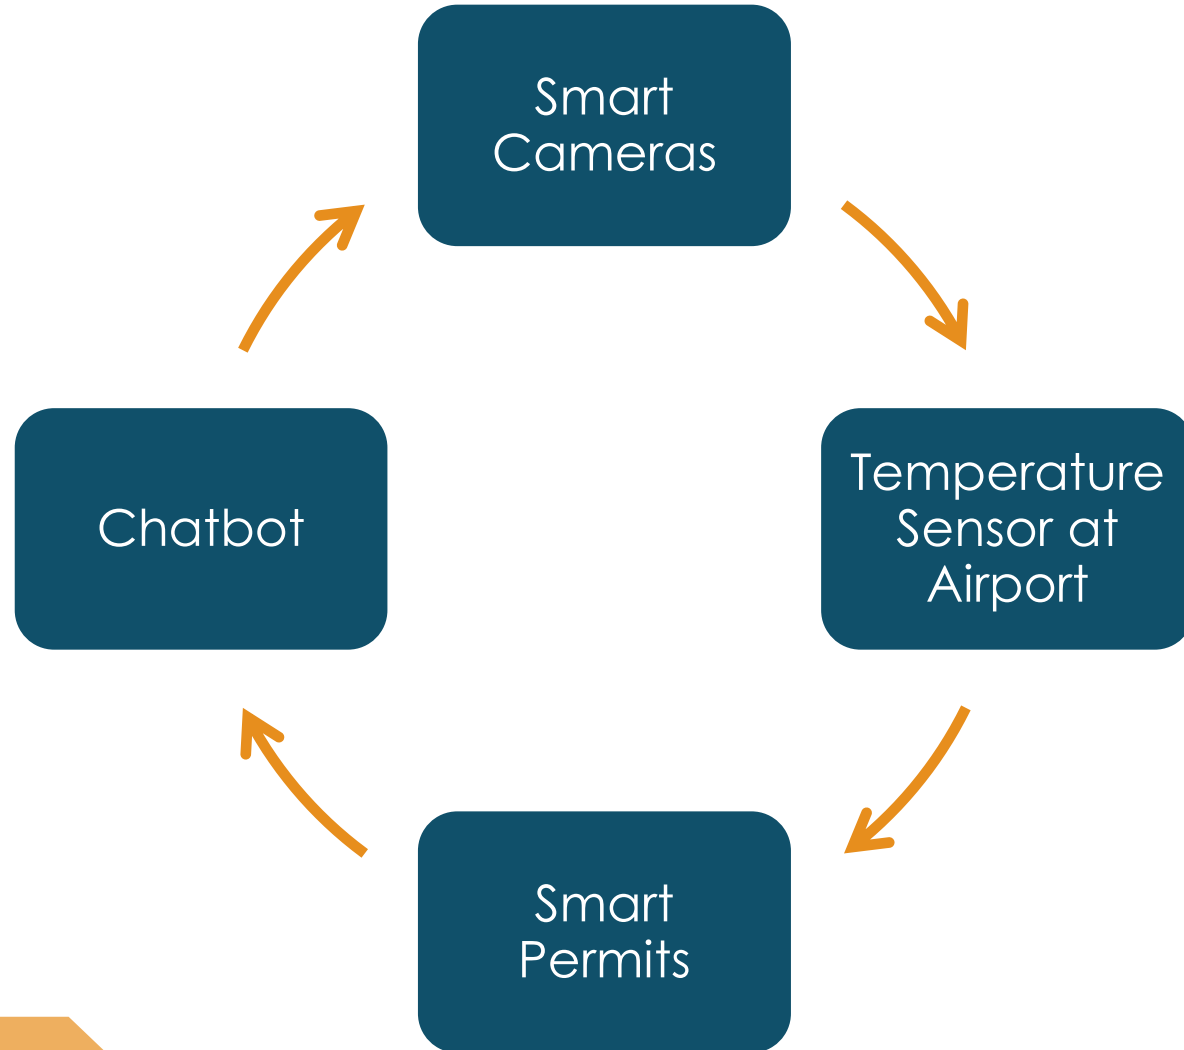 Smart
Cameras
Temperature
Sensor at
Airport
Smart
Permits
Chatbot